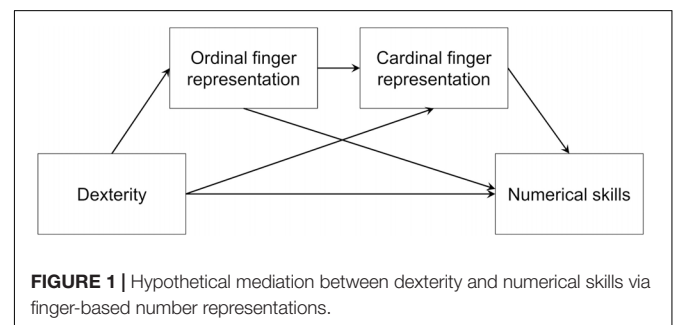 Ordinal finger
representation
Cardinal finger
representation
Dexterity
Numerical skills
FIGURE 1 | Hypothetical mediation between dexterity and numerical skills via
finger-based number representations.